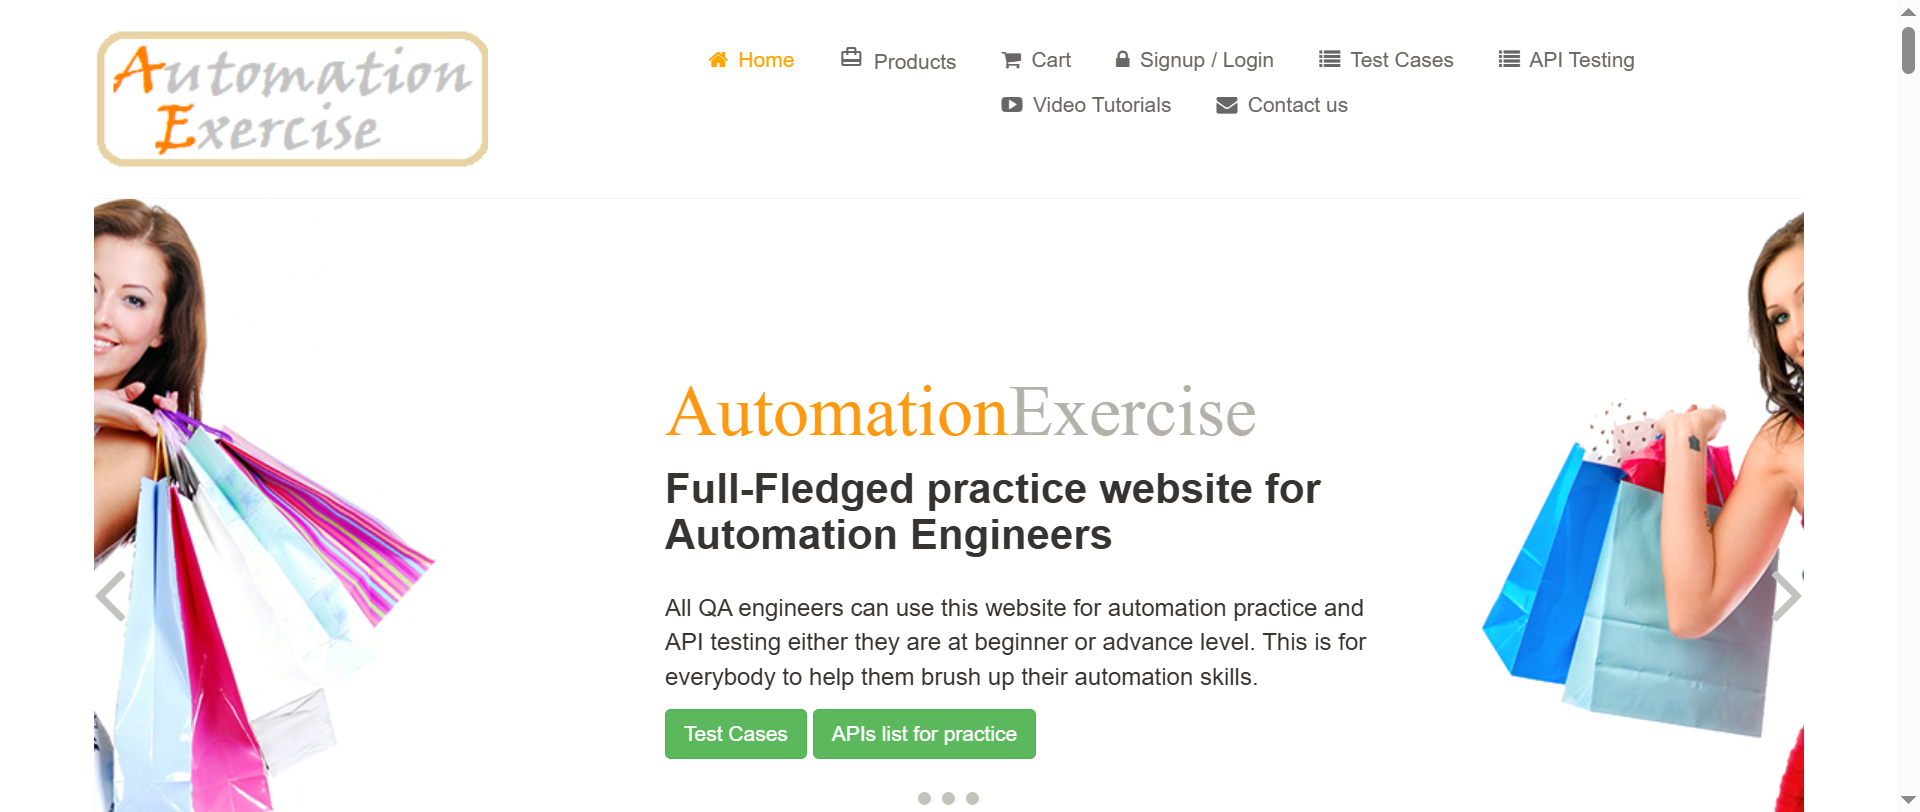 Automation
Exercise
Home Products Cart Signup / Login Test Cases API Testing
Video Tutorials Contact us
AutomationExercise
Full-Fledged practice website for
Automation Engineers
All QA engineers can use this website for automation practice and
API testing either they are at beginner or advance level. This is for
everybody to help them brush up their automation skills.
Test Cases APIs list for practice